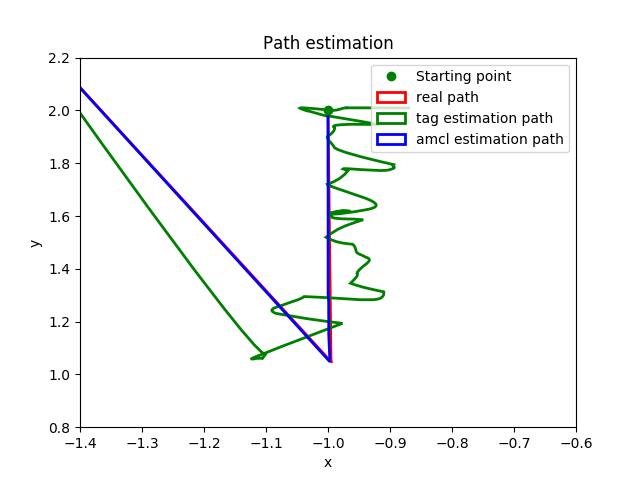 Path estimation
Starting point
real path
tag estimation path
amcl estimation path
2.2
2.0
1.8
1.6
1.4
1.2
1.0
0.8
y
−1.4 −1.3 −1.2 −1.1 −1.0 −0.9 −0.8 −0.7 −0.6
x